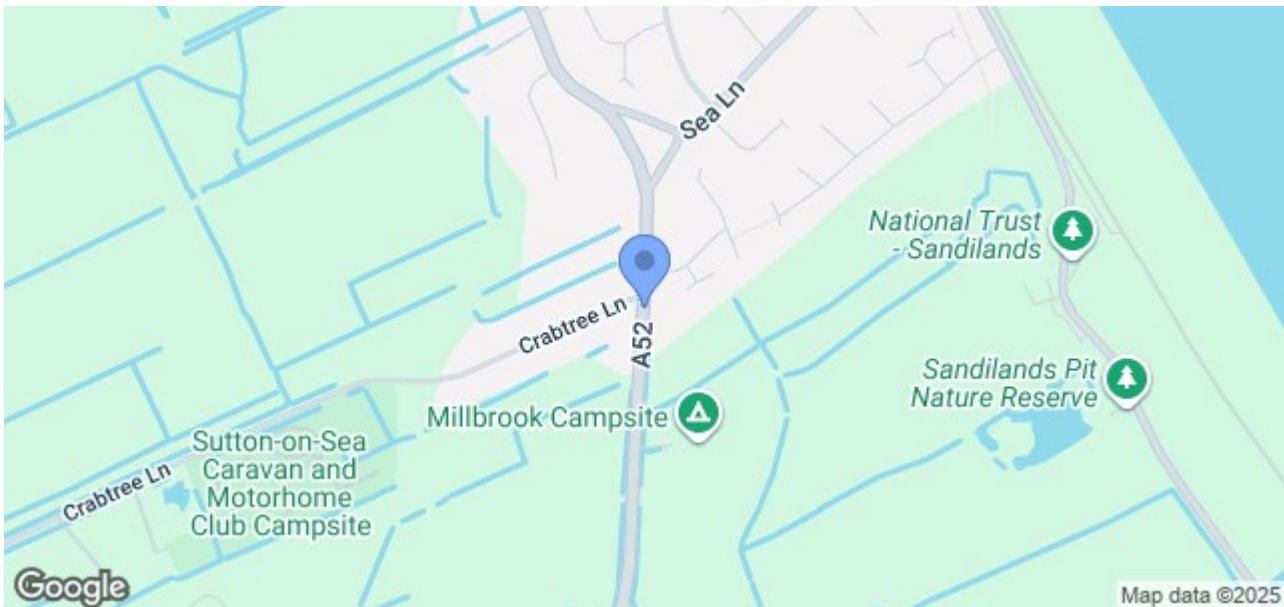 Sea Ln
National Trust
- Sandilands
Crabtree Ln
A52
Sandilands Pit
Nature Reserve
Millbrook Campsite
Sutton-on-Sea
Caravan and
Motorhome
Club Campsite
Crabtree Ln
Google
Map data ©2025